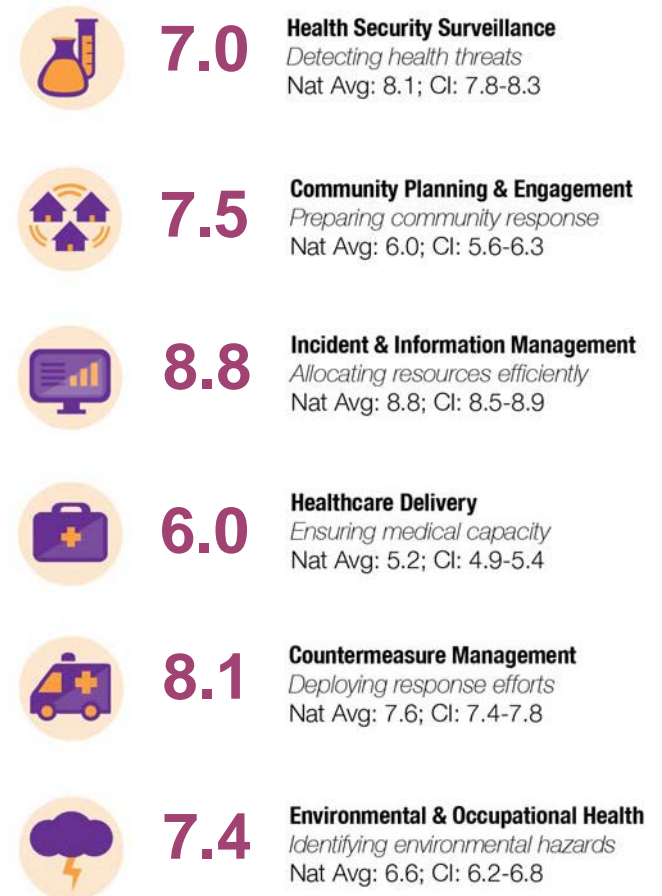 7.0
Health Security Surveillance
Detecting health threats
Nat Avg: 8.1; CI: 7.8-8.3
7.5
Community Planning & Engagement
Preparing community response
Nat Avg: 6.0; CI: 5.6-6.3
8.8
Incident & Information Management
Allocating resources efficiently
Nat Avg: 8.8; CI: 8.5-8.9
6.0
Healthcare Delivery
Ensuring medical capacity
Nat Avg: 5.2; CI: 4.9-5.4
8.1
Countermeasure Management
Deploying response efforts
Nat Avg: 7.6; CI: 7.4-7.8
7.4
Environmental & Occupational Health
Identifying environmental hazards
Nat Avg: 6.6; CI: 6.2-6.8